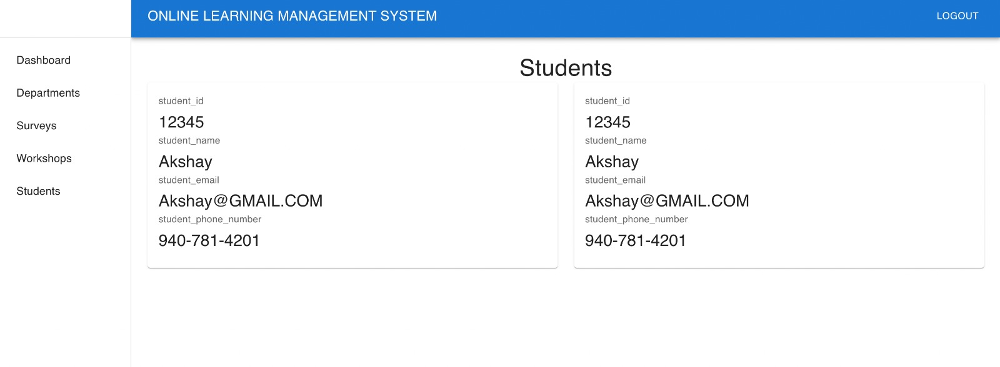 ONLINE LEARNING MANAGEMENT SYSTEM
LOGOUT
Dashboard
Departments
Surveys
Workshops
Students
Students
student_id
12345
student_name
Akshay
student_email
Akshay@GMAIL.COM
student_phone_number
940-781-4201
student_id
12345
student_name
Akshay
student_email
Akshay@GMAIL.COM
student_phone_number
940-781-4201